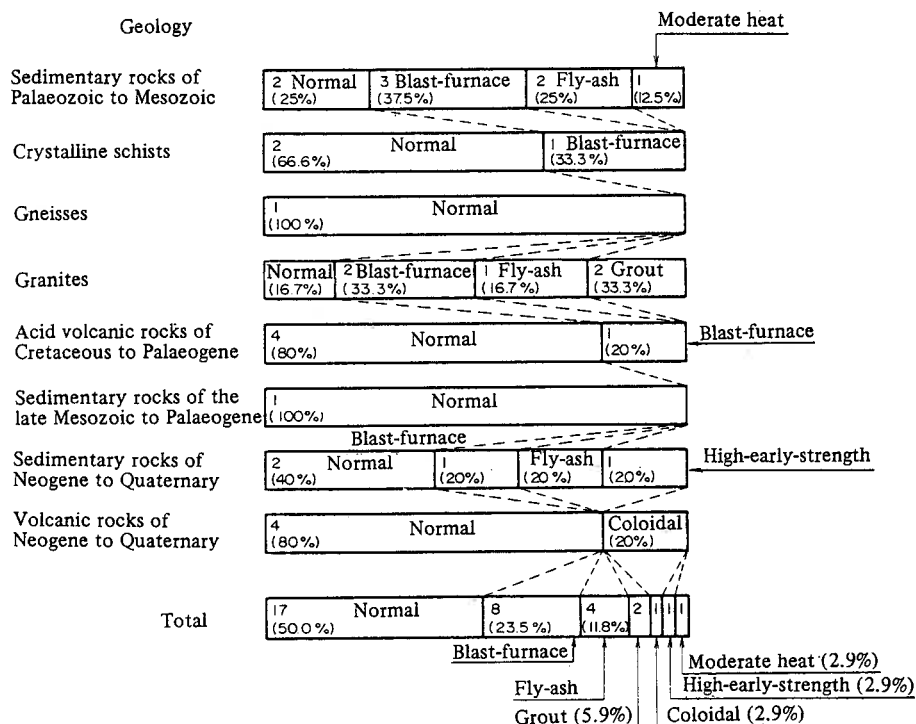 Geology
Moderate heat
Sedimentary rocks of
Palaeozoic to Mesozoic
2 Normal
(25%)
3 Blast-furnace
(37.5%)
2 Fly-ash
(25%)
1
(12.5%)
Crystalline schists
2 Normal
(66.6%)
1 Blast-furnace
(33.3%)
Gneisses
1 Normal
(100%)
Granites
Normal
(16.7%)
2 Blast-furnace
(33.3%)
1 Fly-ash
(16.7%)
2 Grout
(33.3%)
Acid volcanic rocks of
Cretaceous to Palaeogene
4 Normal
(80%)
1
(20%)
Blast-furnace
Sedimentary rocks of the
late Mesozoic to Palaeogene
1 Normal
(100%)
Blast-furnace
Sedimentary rocks of
Neogene to Quaternary
2 Normal
(40%)
1
(20%)
Fly-ash
(20%)
1
(20%)
High-early-strength
Volcanic rocks of
Neogene to Quaternary
4 Normal
(80%)
Coloidal
(20%)
Total
17 Normal
(50.0%)
8
(23.5%)
4
(11.8%)
2
1
1
1
Blast-furnace
Moderate heat (2.9%)
Fly-ash
High-early-strength (2.9%)
Grout (5.9%)
Coloidal (2.9%)